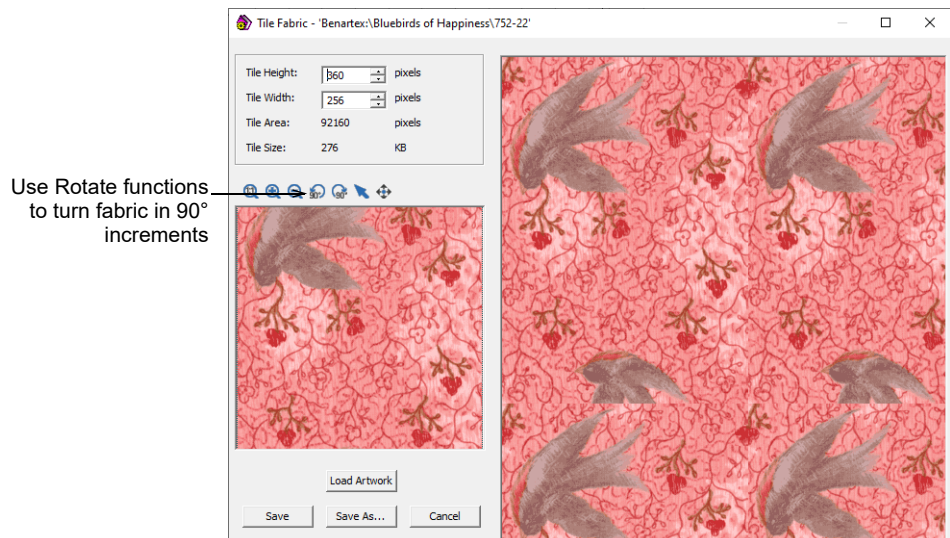 Tile Fabric - 'Benartex:\Bluebirds of Happiness\752-22'
Tile Height: 360 pixels
Tile Width: 256 pixels
Tile Area: 92160 pixels
Tile Size: 276 KB
90° 90°
Use Rotate functions
to turn fabric in 90°
increments
Load Artwork
Save Save As... Cancel